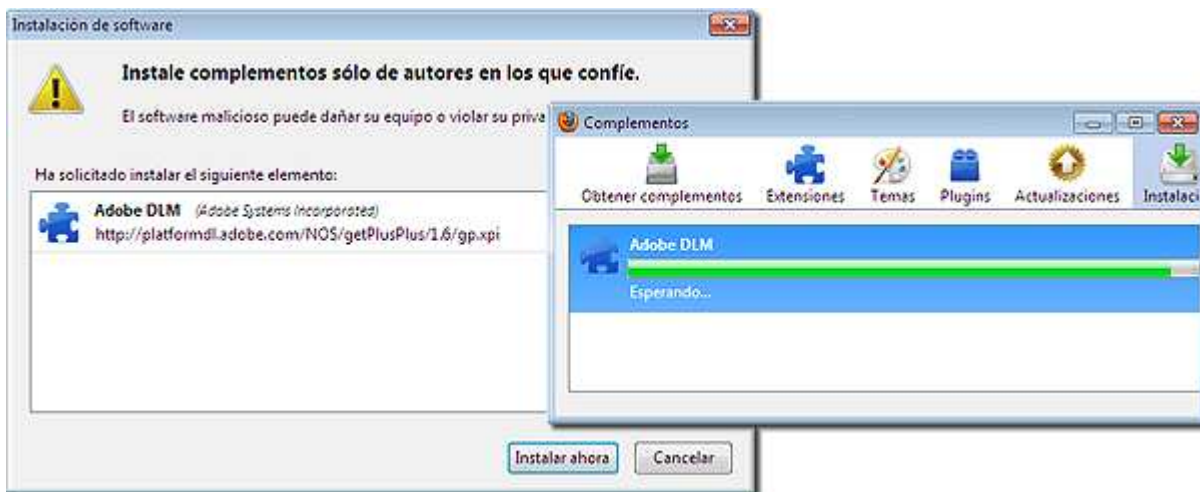 Instalación de software
Instale complementos sólo de autores en los que confíe.
El software malicioso puede dañar su equipo o violar su priva
Ha solicitado instalar el siguiente elemento:
Adobe DLM (Adobe Systems Incorporated)
http://platformdl.adobe.com/NOS/getPlusPlus/1.6/gp.xpi
Instalar ahora Cancelar
Complementos
Obtener complementos Extensiones Temas Plugins Actualizaciones Instalaci
Adobe DLM
Esperando...